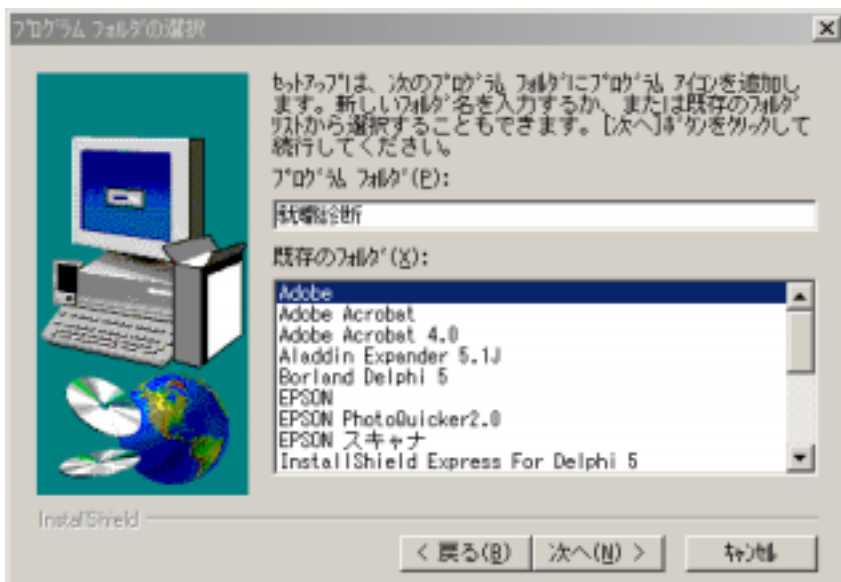 プログラム フォルダの選択
セットアップは、次のプログラム フォルダにプログラム アイコンを追加し
ます。新しいフォルダ名を入力するか、または既存のフォルダ
リストから選択することもできます。[次へ]ボタンをクリックして
続行してください。
プログラム フォルダ(P):
就職診断
既存のフォルダ(X):
Adobe
Adobe Acrobat
Adobe Acrobat 4.0
Aladdin Expander 5.1J
Borland Delphi 5
EPSON
EPSON PhotoQuicker2.0
EPSON スキャナ
InstallShield Express For Delphi 5
InstallShield
< 戻る(B)
次へ(N) >
キャンセル